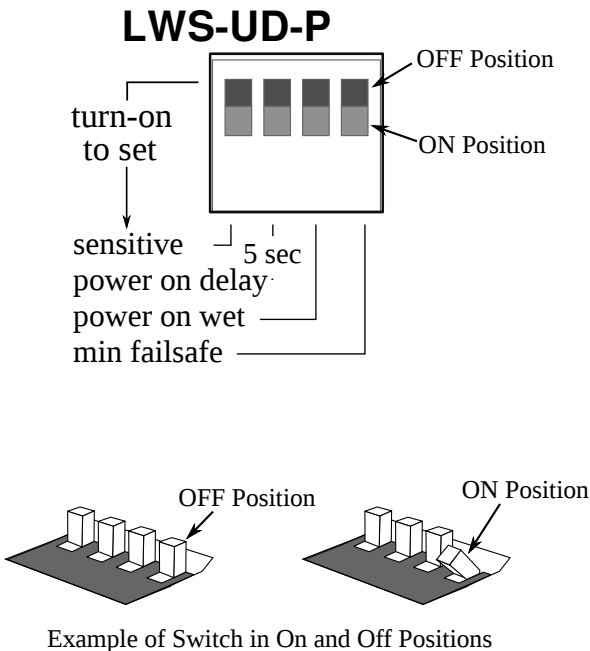 LWS-UD-P
OFF Position
turn-on
to set
ON Position
sensitive
5 sec
power on delay
power on wet
min failsafe
OFF Position
ON Position
Example of Switch in On and Off Positions